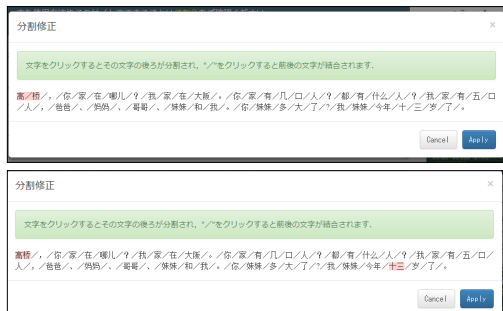 分割修正
×
文字をクリックするとその文字の後ろが分割され、"／"をクリックすると前後の文字が結合されます.
高／桥／，／你／家／在／哪儿／？／我／家／在／大阪／。／你／家／有／几／口／人／？／都／有／什么／人／？／我／家／有／五／口
／人／，／爸爸／、／妈妈／、／哥哥／、／妹妹／和／我／。／你／妹妹／多／大／了／?／我／妹妹／今年／十／三／岁／了／。
Cancel
Apply
分割修正
×
文字をクリックするとその文字の後ろが分割され、"／"をクリックすると前後の文字が結合されます.
高桥／，／你／家／在／哪儿／？／我／家／在／大阪／。／你／家／有／几／口／人／？／都／有／什么／人／？／我／家／有／五／口／
人／，／爸爸／、／妈妈／、／哥哥／、／妹妹／和／我／。／你／妹妹／多／大／了／?／我／妹妹／今年／十三／岁／了／。
Cancel
Apply